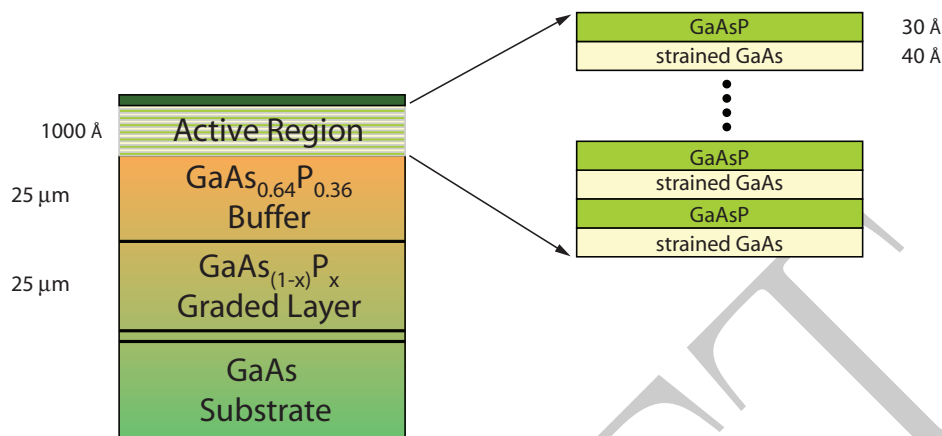 GaAsP
30 Å
strained GaAs
40 Å
1000 Å
Active Region
25 μm
GaAs0.64P0.36
Buffer
25 μm
GaAs(1-x)Px
Graded Layer
GaAs
Substrate
GaAsP
strained GaAs
GaAsP
strained GaAs